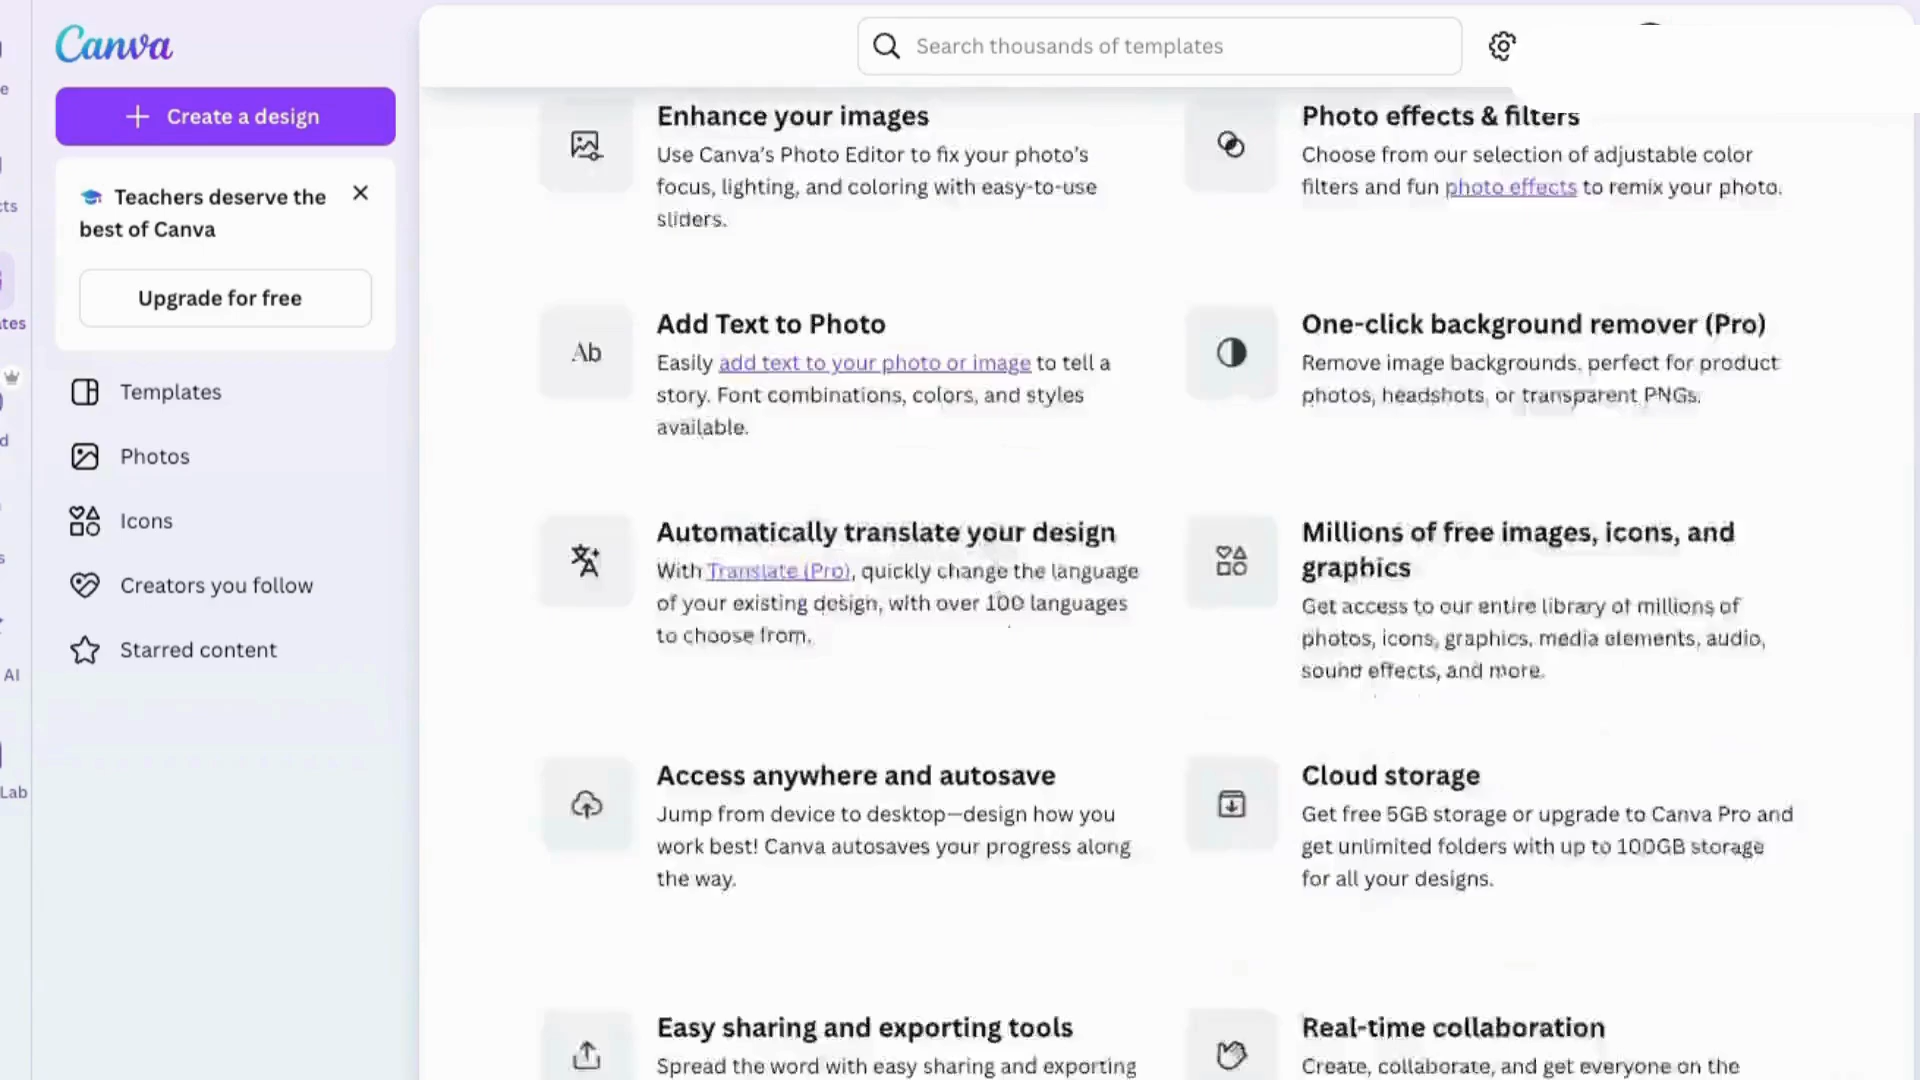 Canva
Search thousands of templates
Create a design
Teachers deserve the
best of Canva
Upgrade for free
Templates
Photos
Icons
Creators you follow
Starred content
AI
Lab
Enhance your images
Use Canva's Photo Editor to fix your photo's
focus, lighting, and coloring with easy-to-use
sliders.
Photo effects & filters
Choose from our selection of adjustable color
filters and fun photo effects to remix your photo.
Add Text to Photo
Easily add text to your photo or image to tell a
story. Font combinations, colors, and styles
available.
One-click background remover (Pro)
Remove image backgrounds, perfect for product
photos, headshots, or transparent PNGs.
Automatically translate your design
With Translate (Pro), quickly change the language
of your existing design, with over 100 languages
to choose from.
Millions of free images, icons, and
graphics
Get access to our entire library of millions of
photos, icons, graphics, media elements, audio,
sound effects, and more.
Access anywhere and autosave
Jump from device to desktop—design how you
work best! Canva autosaves your progress along
the way.
Cloud storage
Get free 5GB storage or upgrade to Canva Pro and
get unlimited folders with up to 100GB storage
for all your designs.
Easy sharing and exporting tools
Spread the word with easy sharing and exporting
Real-time collaboration
Create, collaborate, and get everyone on the